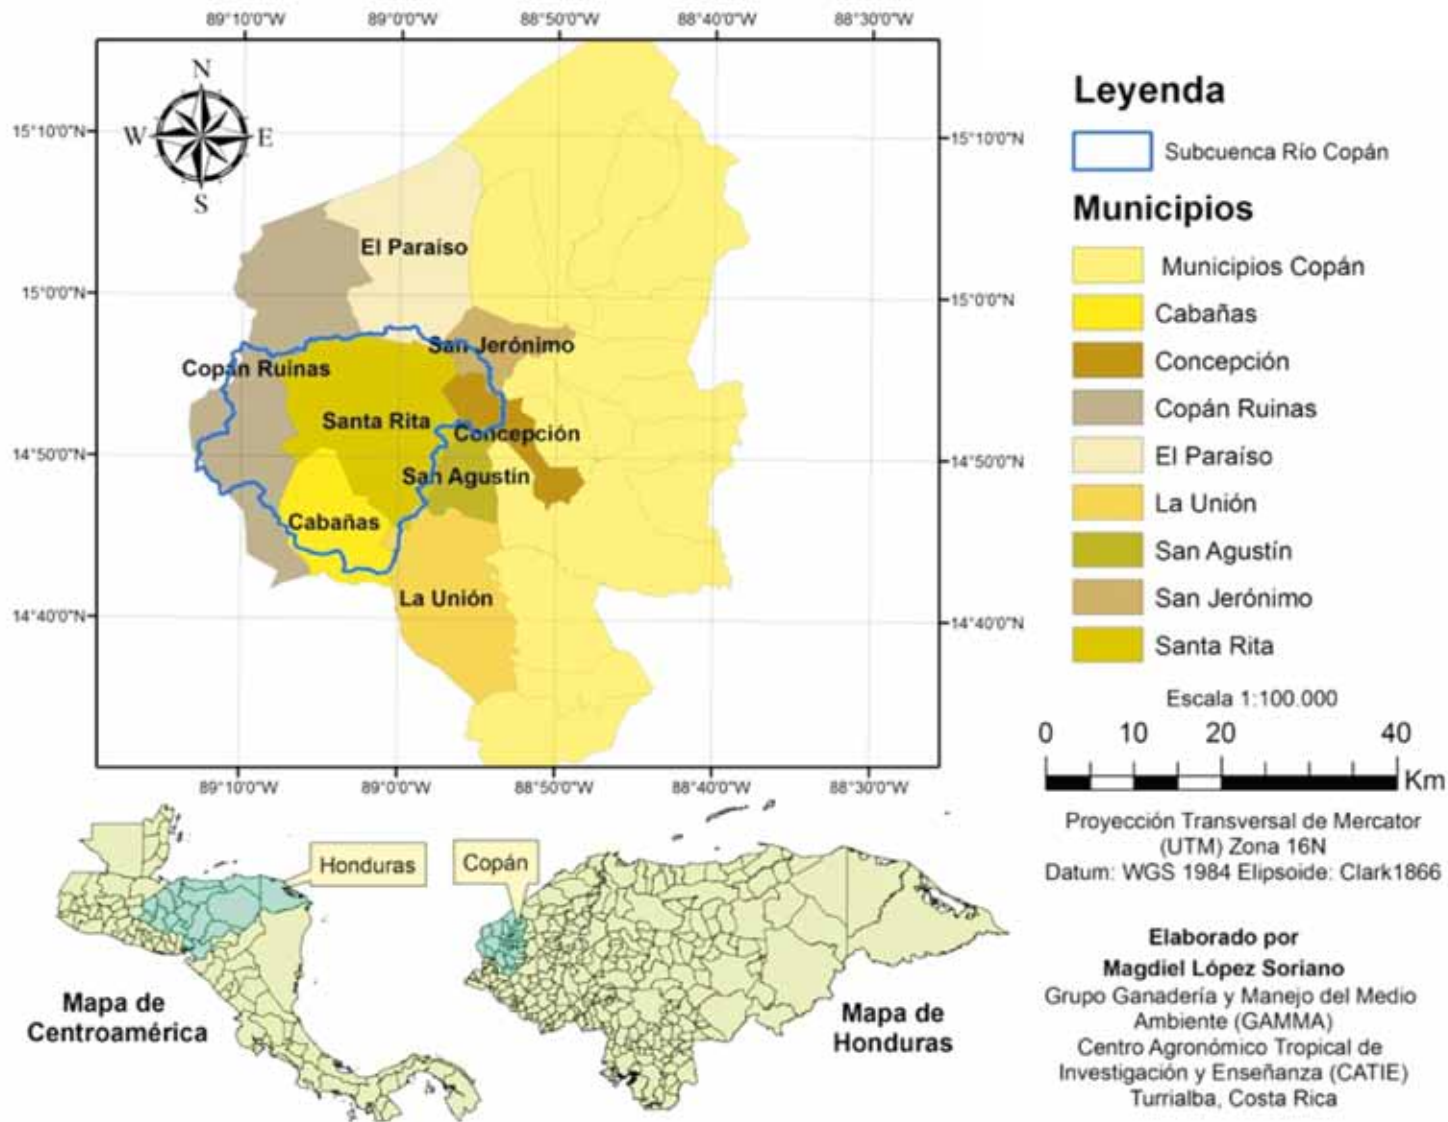 89°10'0"W 89°0'0"W 88°50'0"W 88°40'0"W 88°30'0"W
N
W E
S
15°10'0"N 15°10'0"N
15°0'0"N 15°0'0"N
14°50'0"N 14°50'0"N
14°40'0"N 14°40'0"N
El Paraíso
San Jerónimo
Copán Ruinas
Santa Rita
Concepción
San Agustín
Cabañas
La Unión
89°10'0"W 89°0'0"W 88°50'0"W 88°40'0"W 88°30'0"W
Leyenda
Subcuenca Río Copán
Municipios
Municipios Copán
Cabañas
Concepción
Copán Ruinas
El Paraíso
La Unión
San Agustín
San Jerónimo
Santa Rita
Escala 1:100.000
0 10 20 40
Km
Proyección Transversal de Mercator
(UTM) Zona 16N
Datum: WGS 1984 Elipsoide: Clark1866
Elaborado por
Magdiel López Soriano
Grupo Ganadería y Manejo del Medio
Ambiente (GAMMA)
Centro Agronómico Tropical de
Investigación y Enseñanza (CATIE)
Turrialba, Costa Rica
Honduras
Mapa de
Centroamérica
Copán
Mapa de
Honduras